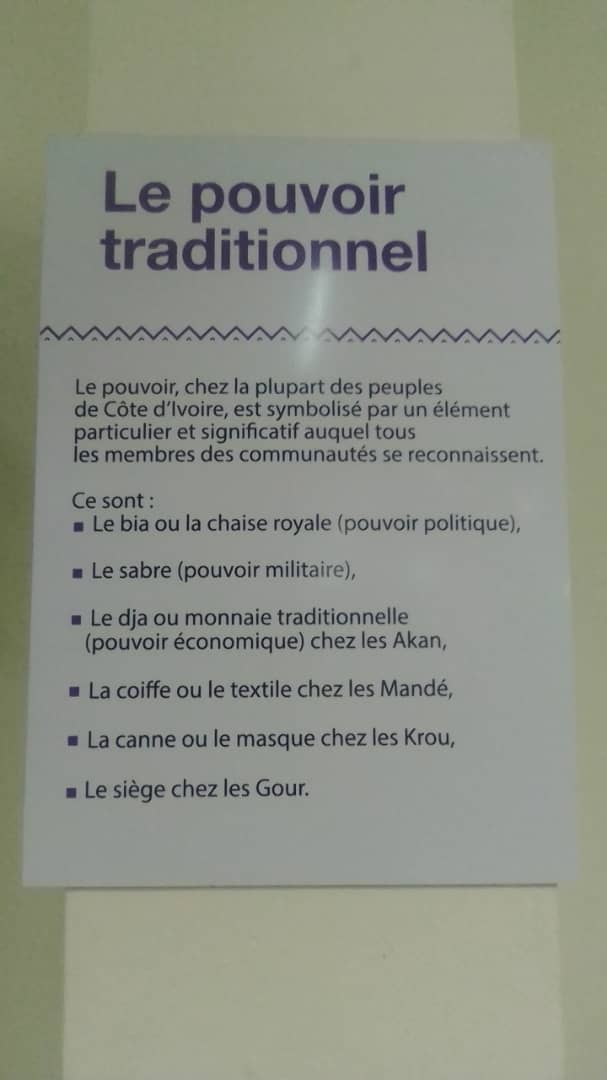 Le pouvoir
traditionnel
Le pouvoir, chez la plupart des peuples
de Côte d'Ivoire, est symbolisé par un élément
particulier et significatif auquel tous
les membres des communautés se reconnaissent.
Ce sont :
▪ Le bia ou la chaise royale (pouvoir politique),
▪ Le sabre (pouvoir militaire),
▪ Le dja ou monnaie traditionnelle
(pouvoir économique) chez les Akan,
▪ La coiffe ou le textile chez les Mandé,
▪ La canne ou le masque chez les Krou,
▪ Le siège chez les Gour.